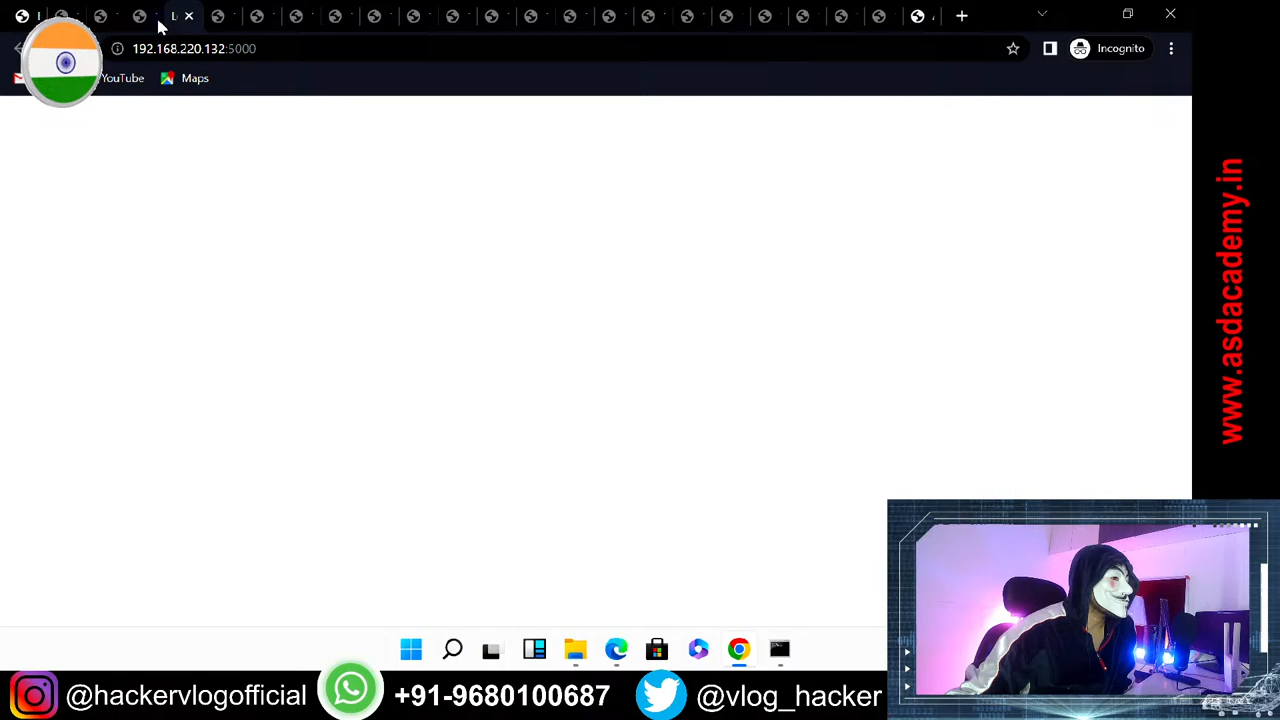 192.168.220.132:5000
Incognito
YouTube
Maps
www.asdacademy.in
@hackervlogofficial
+91-9680100687
@vlog_hacker